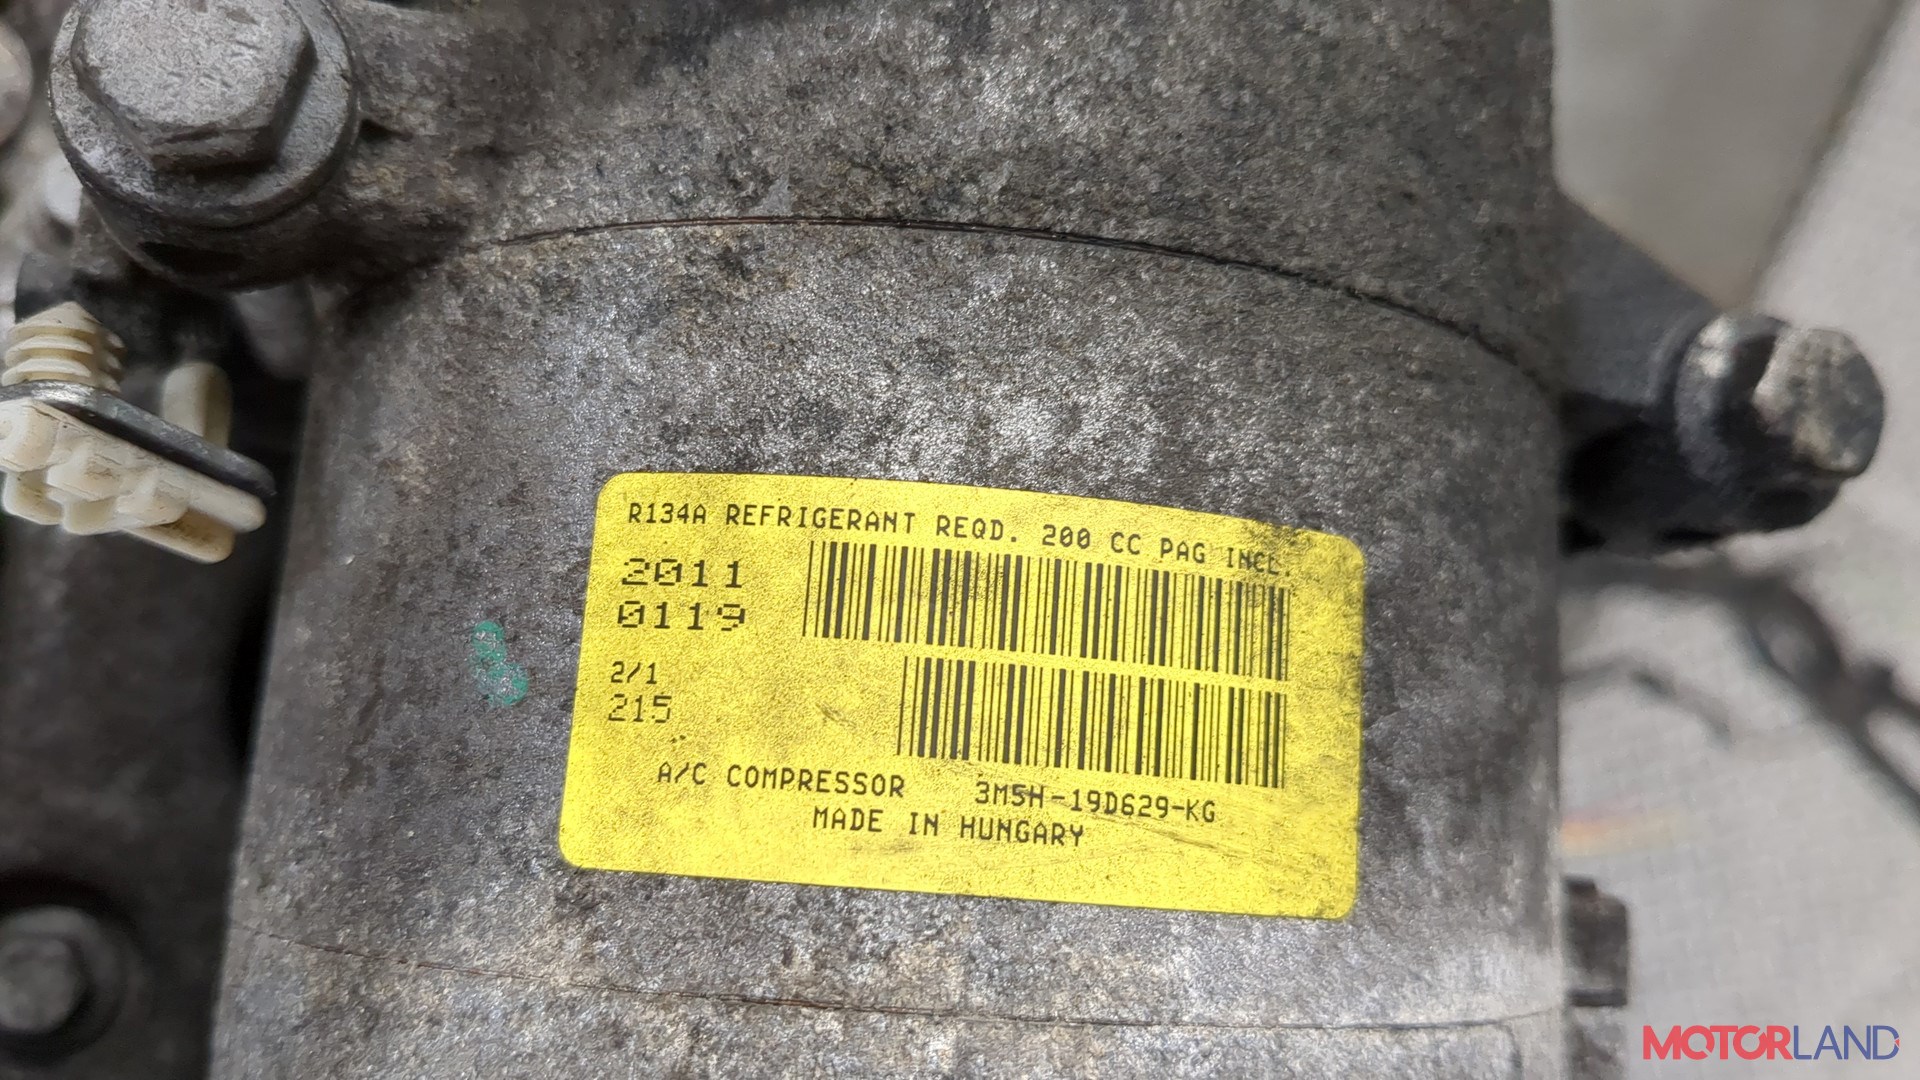 R134A REFRIGERANT REQD. 200 CC PAG INCL.
2011
0119
2/1
215
A/C COMPRESSOR 3M5H-19D629-KG
MADE IN HUNGARY
MOTORLAND